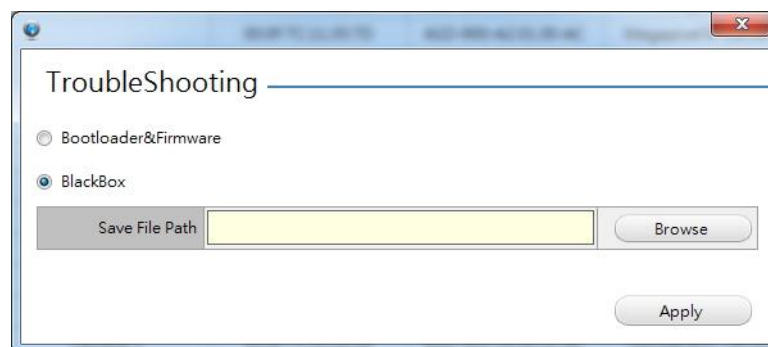 TroubleShooting
Bootloader&Firmware
BlackBox
Save File Path
Browse
Apply